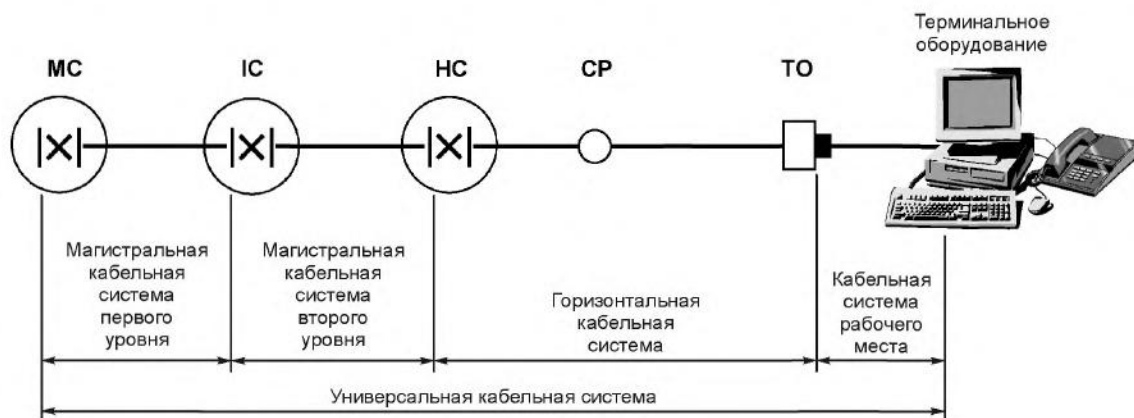 Терминальное
оборудование
MC
IC
HC
CP
TO
Магистральная
кабельная
система
первого
уровня
Магистральная
кабельная
система
второго
уровня
Горизонтальная
кабельная
система
Кабельная
система
рабочего
места
Универсальная кабельная система